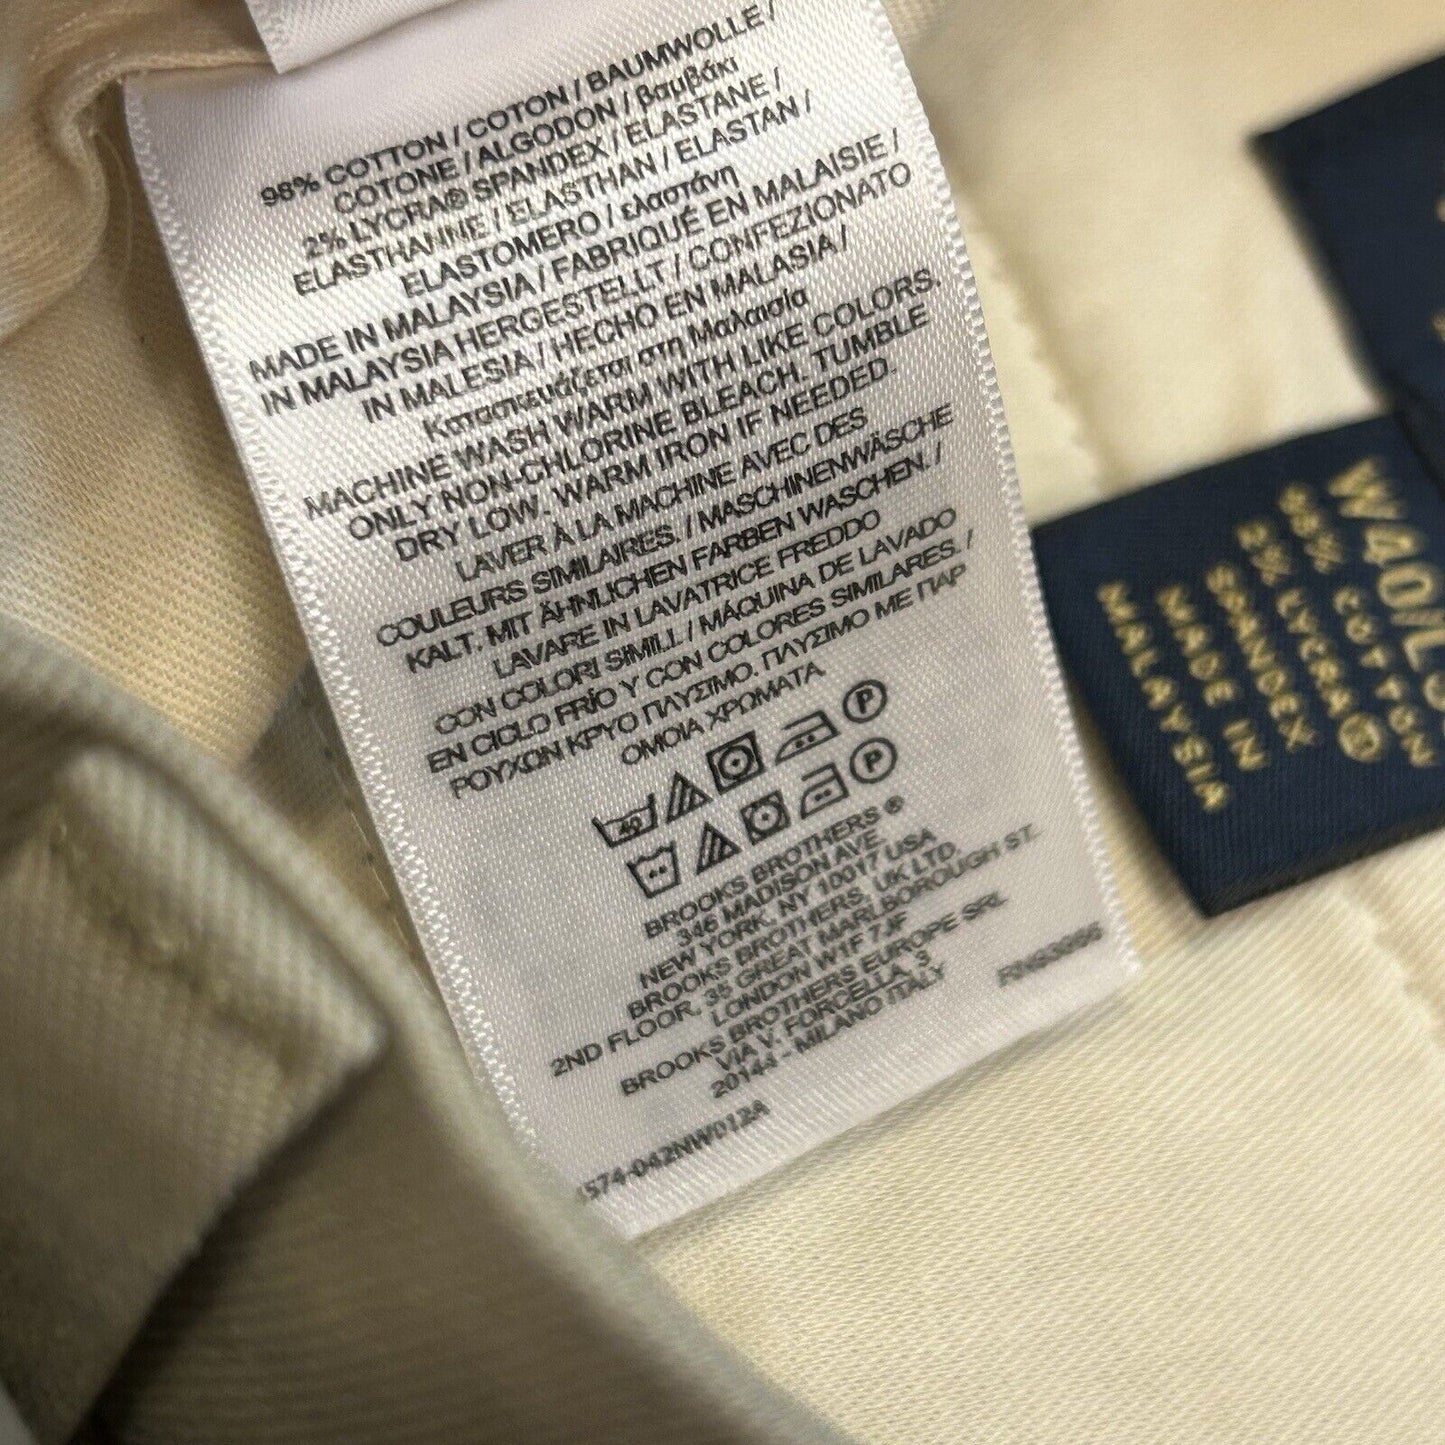 98% COTTON / COTON / BAUMWOLLE /
COTONE / ALGODON / βαμβάκι
2% LYCRA® SPANDEX / ELASTANE /
ELASTHANNE / ELASTHAN / ELASTAN /
ELASTOMERO / ελαστάνη
MADE IN MALAYSIA / FABRIQUÉ EN MALAISIE /
IN MALAYSIA HERGESTELLT / CONFEZIONATO
IN MALESIA / HECHO EN MALASIA /
Κατασκευάζεται στη Μαλαισία
MACHINE WASH WARM WITH LIKE COLORS.
ONLY NON-CHLORINE BLEACH. TUMBLE
DRY LOW. WARM IRON IF NEEDED.
LAVER À LA MACHINE AVEC DES
COULEURS SIMILAIRES. / MASCHINENWÄSCHE
KALT. MIT ÄHNLICHEN FARBEN WASCHEN. /
LAVARE IN LAVATRICE FREDDO
CON COLORI SIMILI. / MÁQUINA DE LAVADO
EN CICLO FRÍO Y CON COLORES SIMILARES. /
ΡΟΥΧΩΝ ΚΡΥΟ ΠΛΥΣΙΜΟ. ΠΛΥΣΙΜΟ ΜΕ ΠΑΡ
ΟΜΟΙΑ ΧΡΩΜΑΤΑ.
40 P
P
BROOKS BROTHERS ®
346 MADISON AVE.
NEW YORK, NY 10017 USA
BROOKS BROTHERS, UK LTD.
2ND FLOOR, 35 GREAT MARLBOROUGH ST.
LONDON W1F 7JF
BROOKS BROTHERS EUROPE SRL
VIA V. FORCELLA, 3
20144 - MILANO ITALY
574-042NW012A
W40/L3
98% COTTON
2% LYCRA®
SPANDEX
MADE IN
MALAYSIA